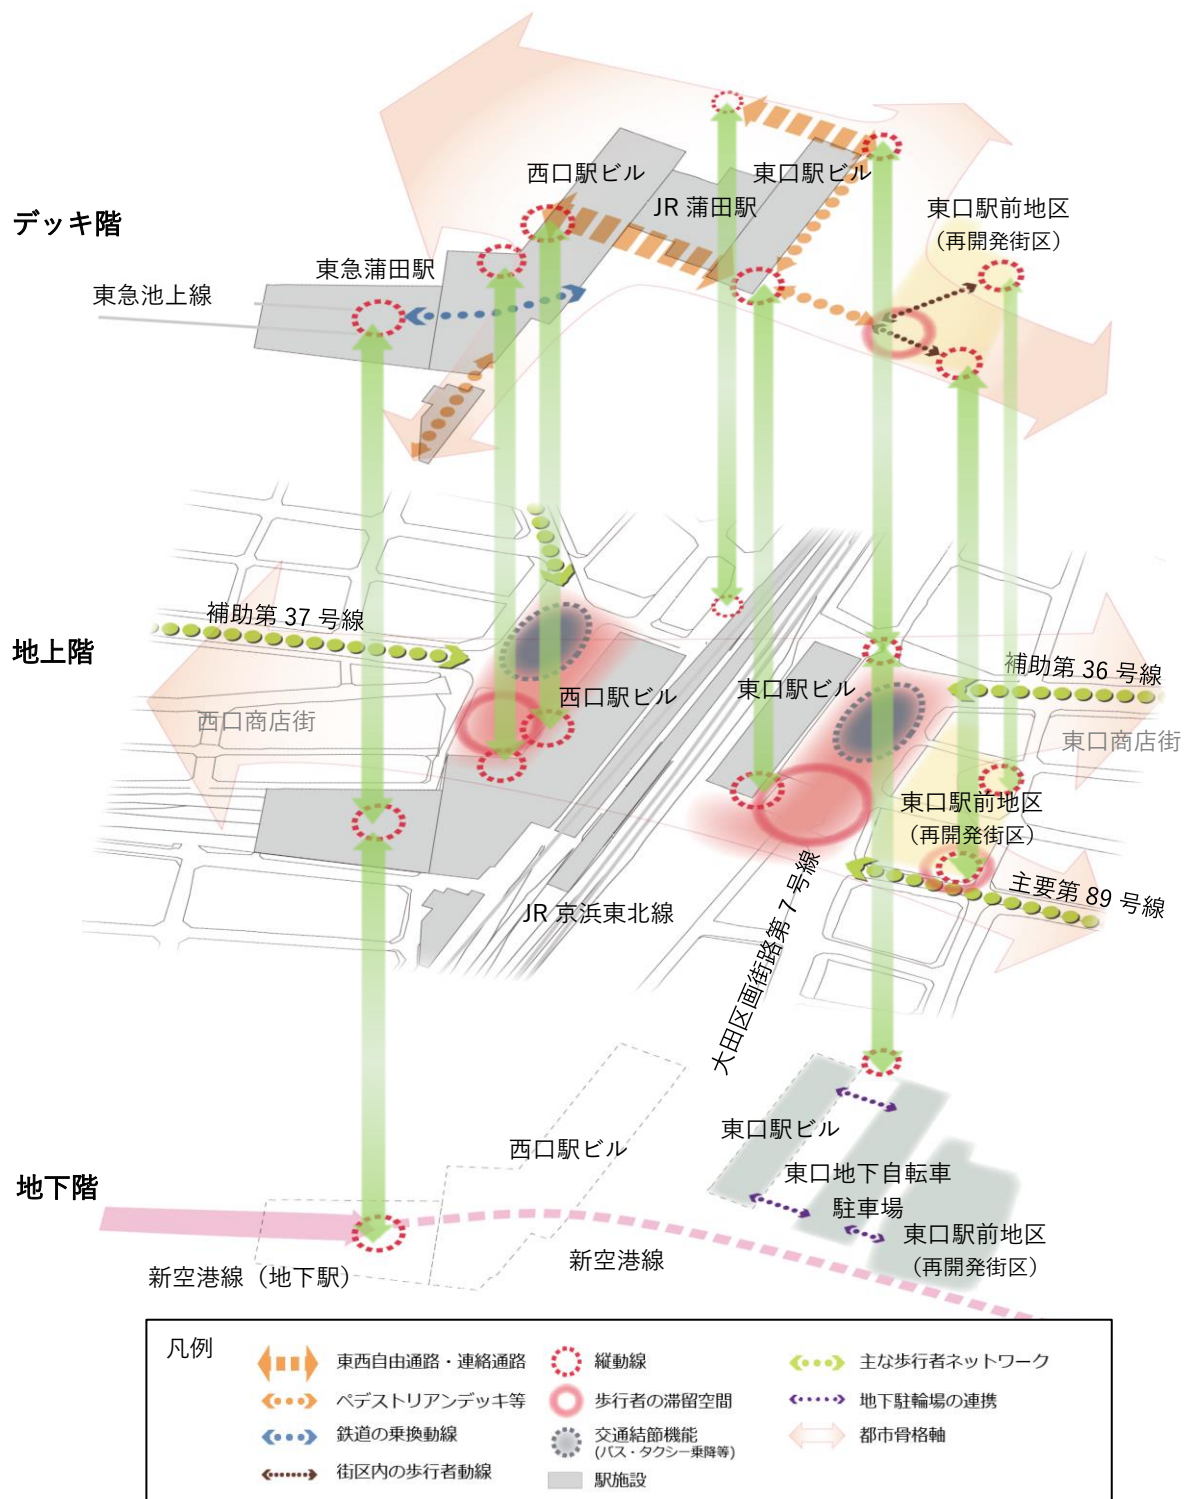 西口駅ビル
東口駅ビル
JR 蒲田駅
デッキ階
東口駅前地区
（再開発街区）
東急蒲田駅
東急池上線
補助第 37 号線
地上階
補助第 36 号線
西口駅ビル
東口駅ビル
西口商店街
東口商店街
東口駅前地区
（再開発街区）
主要第 89 号線
JR 京浜東北線
大田区画街路第 7 号線
東口駅ビル
西口駅ビル
東口地下自転車
駐車場
地下階
東口駅前地区
（再開発街区）
新空港線
新空港線（地下駅）
凡例
東西自由通路・連絡通路
縦動線
主な歩行者ネットワーク
ペデストリアンデッキ等
歩行者の滞留空間
地下駐輪場の連携
鉄道の乗換動線
交通結節機能
(バス・タクシー乗降等)
都市骨格軸
街区内の歩行者動線
駅施設